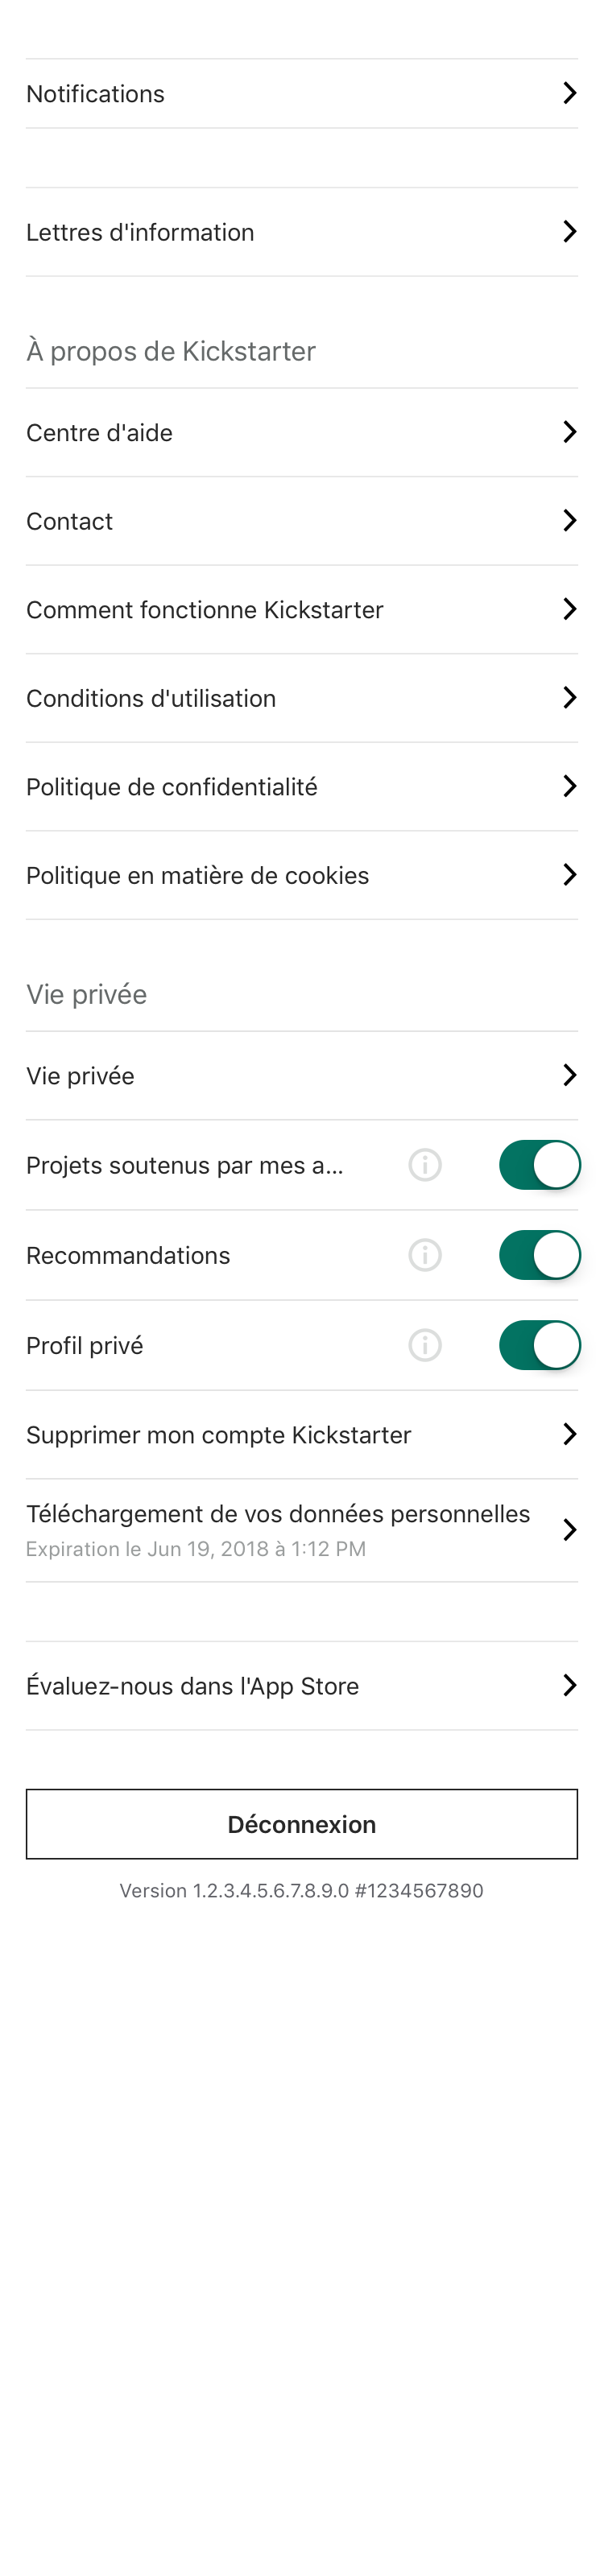 Notifications
Lettres d'information
À propos de Kickstarter
Centre d'aide
Contact
Comment fonctionne Kickstarter
Conditions d'utilisation
Politique de confidentialité
Politique en matière de cookies
Vie privée
Vie privée
Projets soutenus par mes a...
Recommandations
Profil privé
Supprimer mon compte Kickstarter
Téléchargement de vos données personnelles
Expiration le Jun 19, 2018 à 1:12 PM
Évaluez-nous dans l'App Store
Déconnexion
Version 1.2.3.4.5.6.7.8.9.0 #1234567890